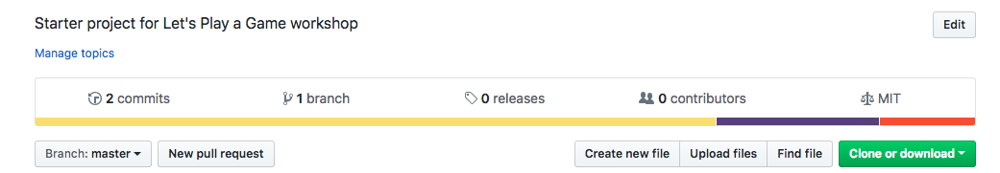 Starter project for Let's Play a Game workshop
Edit
Manage topics
2 commits
1 branch
0 releases
0 contributors
MIT
Branch: master
New pull request
Create new file
Upload files
Find file
Clone or download